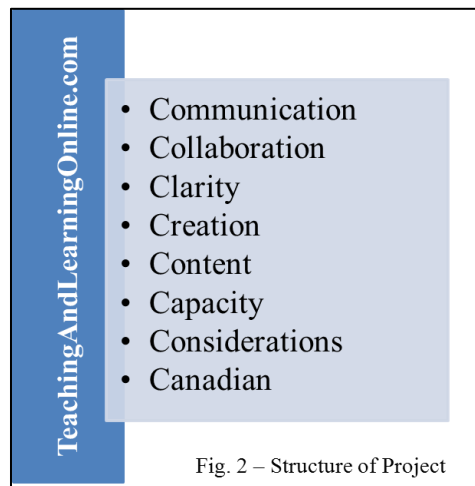 TeachingAndLearningOnline.com
• Communication
• Collaboration
• Clarity
• Creation
• Content
• Capacity
• Considerations
• Canadian
Fig. 2 – Structure of Project